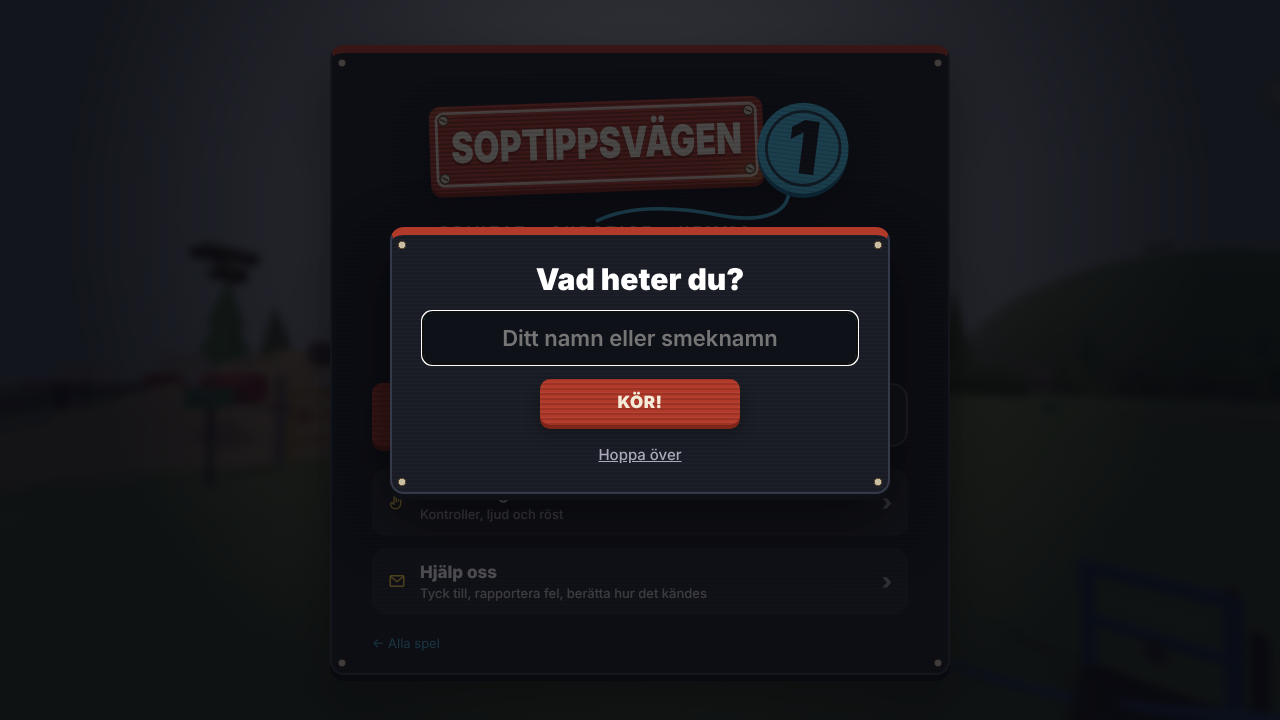 SOPTIPPSVÄGEN 1
Vad heter du?
Ditt namn eller smeknamn
KÖR!
Hoppa över
Kontroller, ljud och röst
Hjälp oss
Tyck till, rapportera fel, berätta hur det kändes
← Alla spel